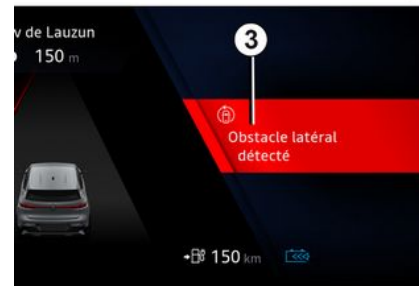 v de Lauzun
150 m
3
Obstacle latéral
détecté
150 km